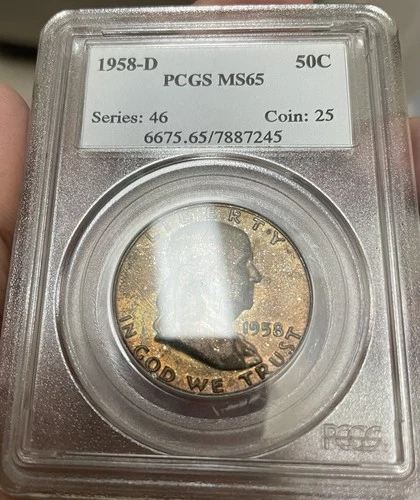 1958-D 50C
PCGS MS65
Series: 46 Coin: 25
6675.65/7887245
LIBERTY
1958
IN GOD WE TRUST
PCGS